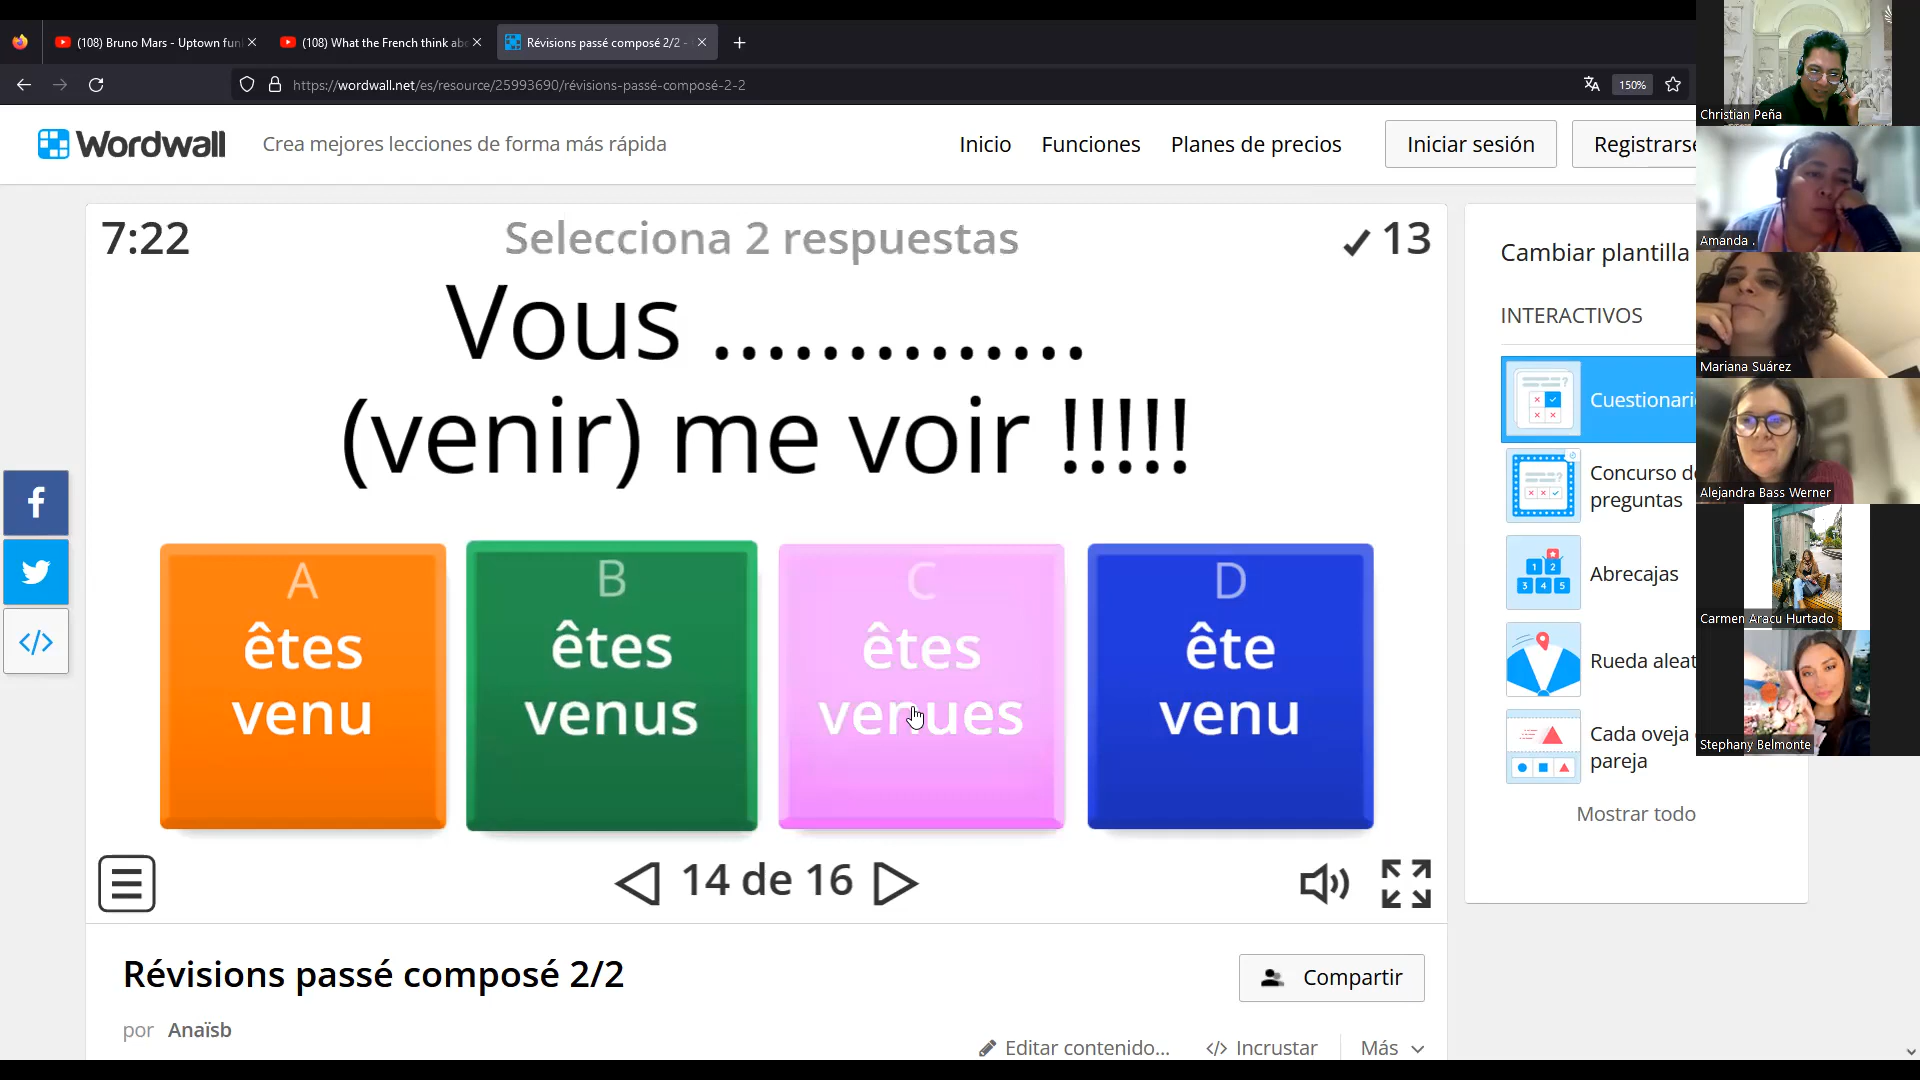 (108) Bruno Mars - Uptown fun
(108) What the French think abo
Révisions passé composé 2/2 -
https://wordwall.net/es/resource/25993690/révisions-passé-composé-2-2
150%
Wordwall
Crea mejores lecciones de forma más rápida
Inicio
Funciones
Planes de precios
Iniciar sesión
Registrarse
7:22
Selecciona 2 respuestas
13
Vous ..............
(venir) me voir !!!!!
A
êtes
venu
B
êtes
venus
C
êtes
venues
D
ête
venu
14 de 16
Révisions passé composé 2/2
por Anaïsb
Compartir
Editar contenido...
Incrustar
Más
Cambiar plantilla
INTERACTIVOS
Cuestionari
Concurso de
preguntas
Abrecajas
Rueda aleat
Cada oveja
pareja
Mostrar todo
Christian Peña
Amanda .
Mariana Suárez
Alejandra Bass Werner
Carmen Aracu Hurtado
Stephany Belmonte